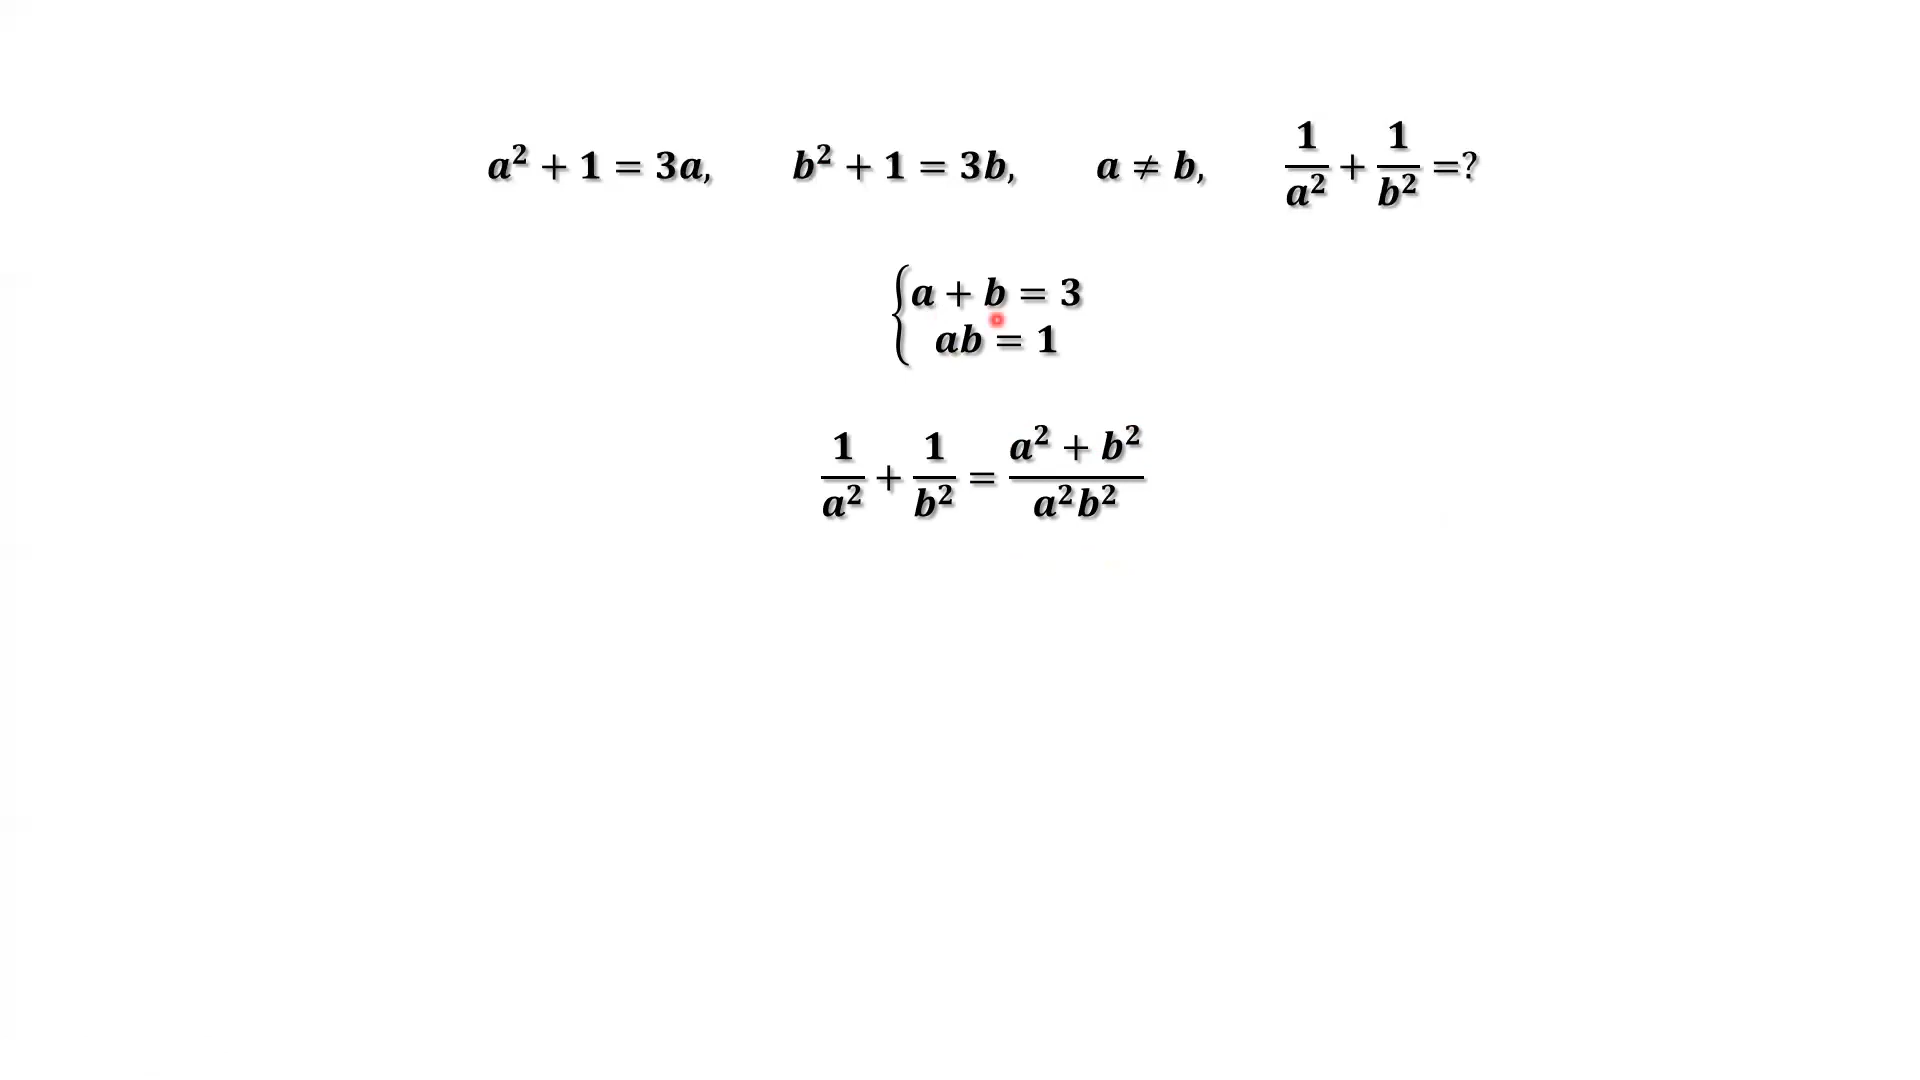 a² + 1 = 3a, b² + 1 = 3b, a ≠ b, 1/a² + 1/b² =?
{a + b = 3
ab = 1
1/a² + 1/b² = (a² + b²)/(a²b²)